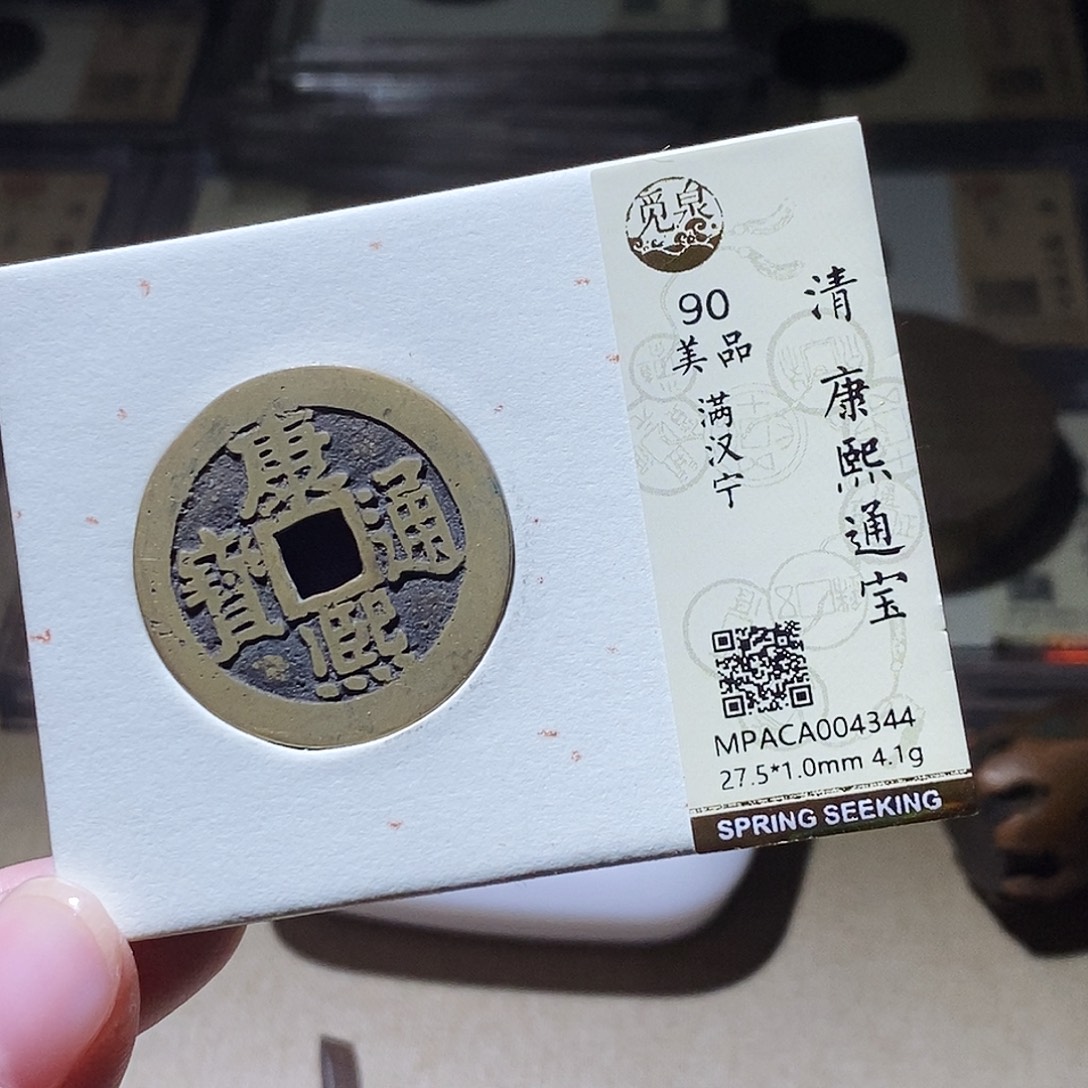 康熙通寶
觅泉
90
美品
满汉宁
清 康熙通宝
MPACA004344
27.5*1.0mm 4.1g
SPRING SEEKING